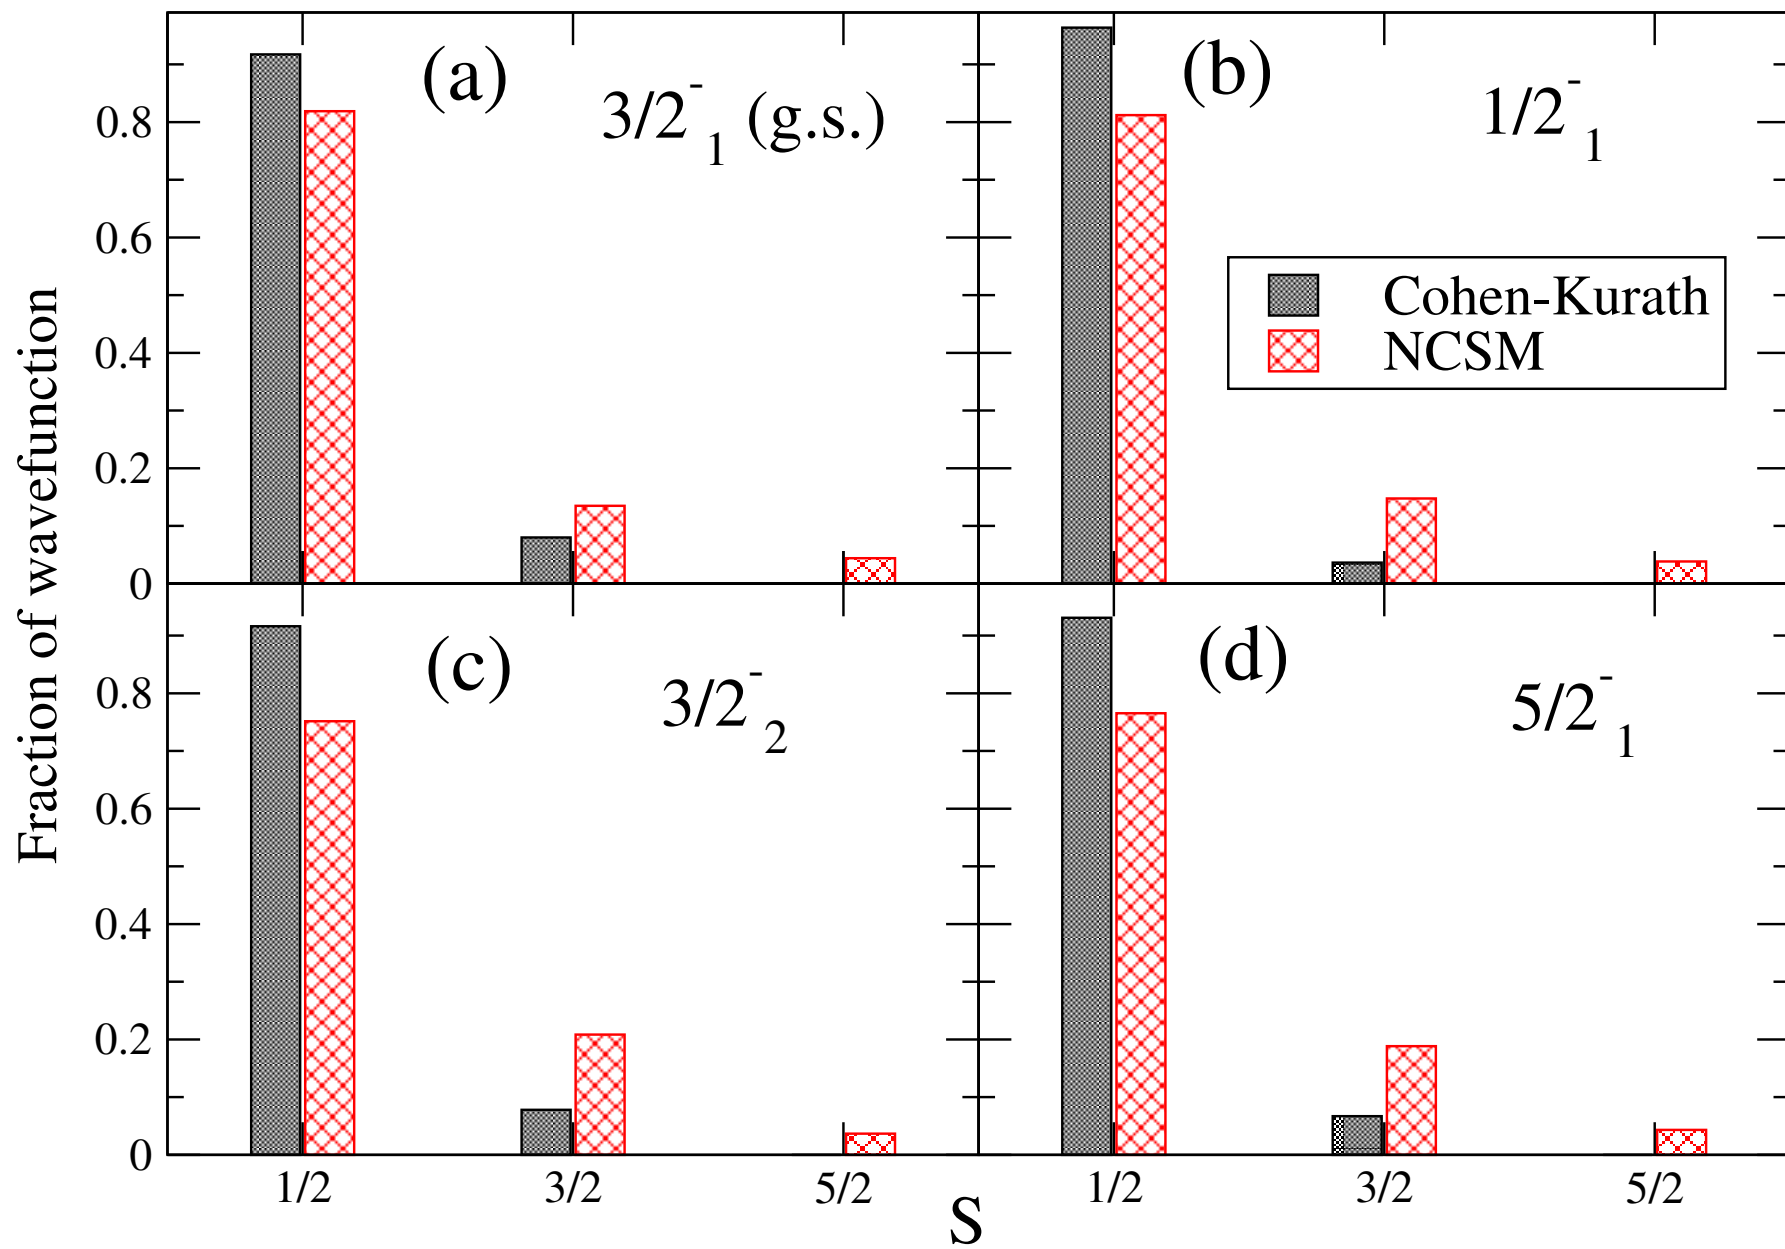 (a)
3/2⁻₁ (g.s.)
(b)
1/2⁻₁
Cohen-Kurath
NCSM
0.8
0.6
0.4
0.2
0
(c)
3/2⁻₂
(d)
5/2⁻₁
0.8
0.6
0.4
0.2
0
1/2 3/2 5/2 1/2 3/2 5/2
Fraction of wavefunction
S